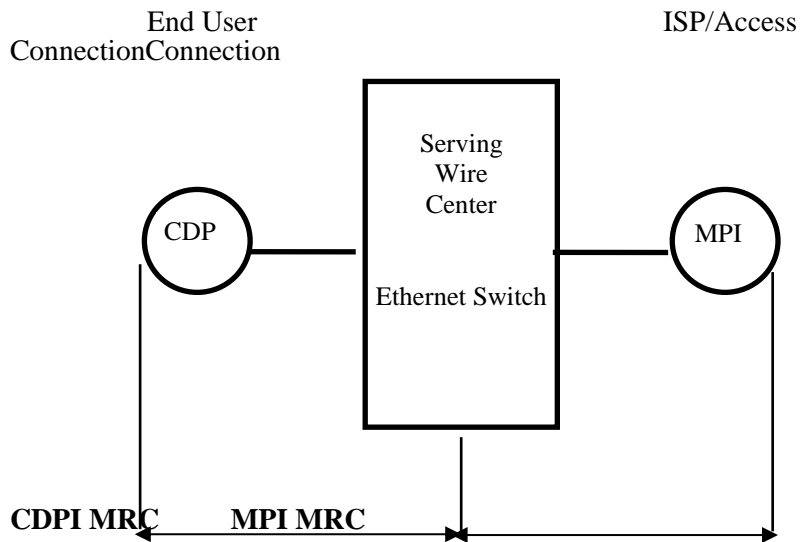 End User ISP/Access
ConnectionConnection
Serving
Wire
Center
CDP MPI
Ethernet Switch
CDPI MRC MPI MRC